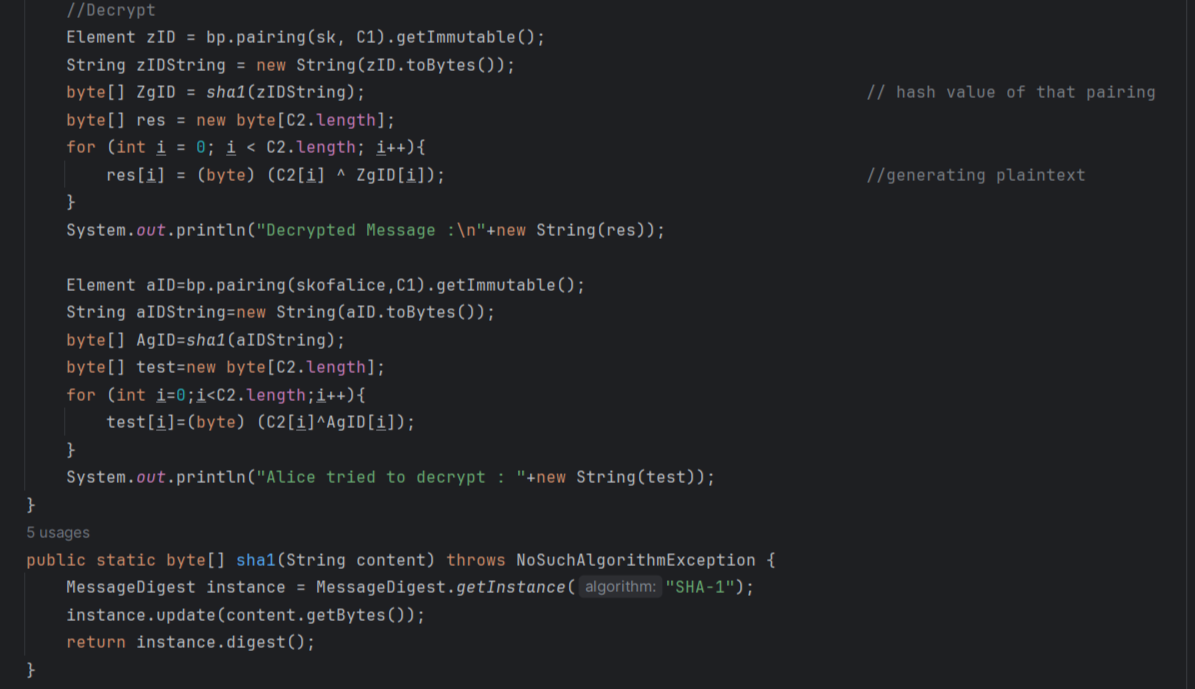 //Decrypt
Element zID = bp.pairing(sk, C1).getImmutable();
String zIDString = new String(zID.toBytes());
byte[] ZgID = sha1(zIDString); // hash value of that pairing
byte[] res = new byte[C2.length];
for (int i = 0; i < C2.length; i++){
res[i] = (byte) (C2[i] ^ ZgID[i]); //generating plaintext
}
System.out.println("Decrypted Message :\n"+new String(res));
Element aID=bp.pairing(skofalice,C1).getImmutable();
String aIDString=new String(aID.toBytes());
byte[] AgID=sha1(aIDString);
byte[] test=new byte[C2.length];
for (int i=0;i<C2.length;i++){
test[i]=(byte) (C2[i]^AgID[i]);
}
System.out.println("Alice tried to decrypt : "+new String(test));
}
5 usages
public static byte[] sha1(String content) throws NoSuchAlgorithmException {
MessageDigest instance = MessageDigest.getInstance( algorithm: "SHA-1");
instance.update(content.getBytes());
return instance.digest();
}